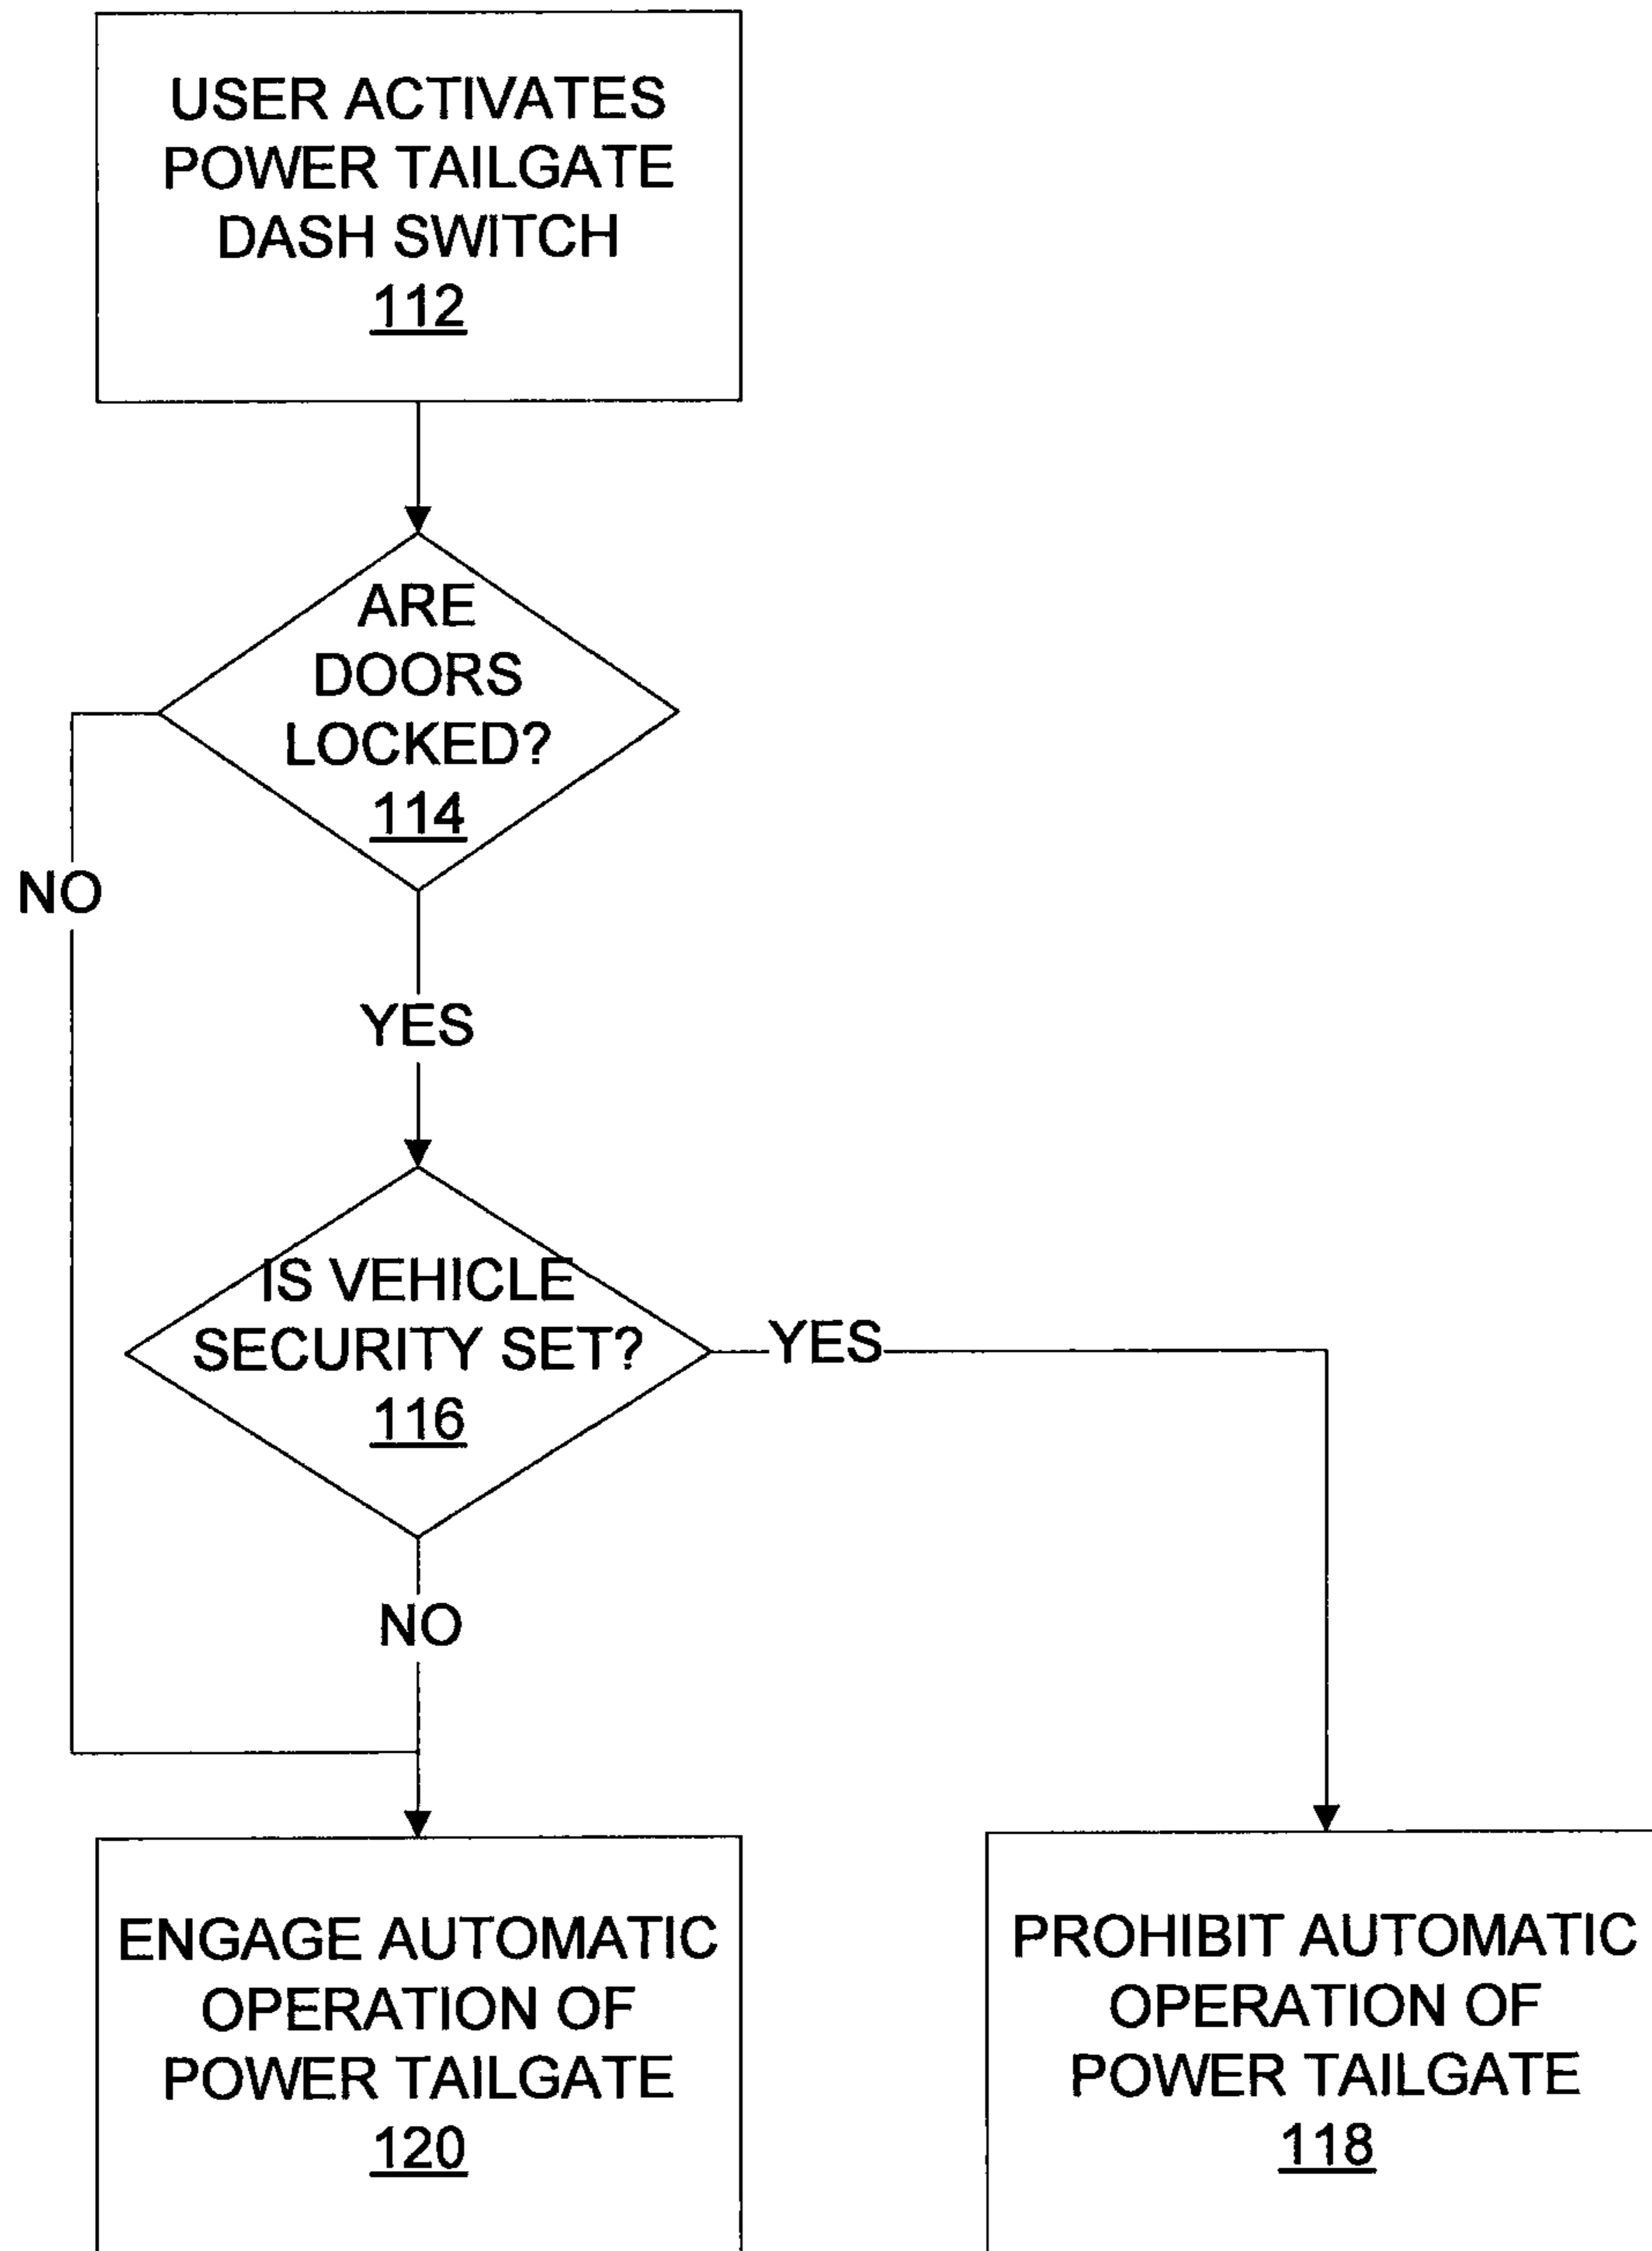 USER ACTIVATES
POWER TAILGATE
DASH SWITCH
112
ARE
DOORS
LOCKED?
114
NO
YES
IS VEHICLE
SECURITY SET?
116
YES
NO
ENGAGE AUTOMATIC
OPERATION OF
POWER TAILGATE
120
PROHIBIT AUTOMATIC
OPERATION OF
POWER TAILGATE
118